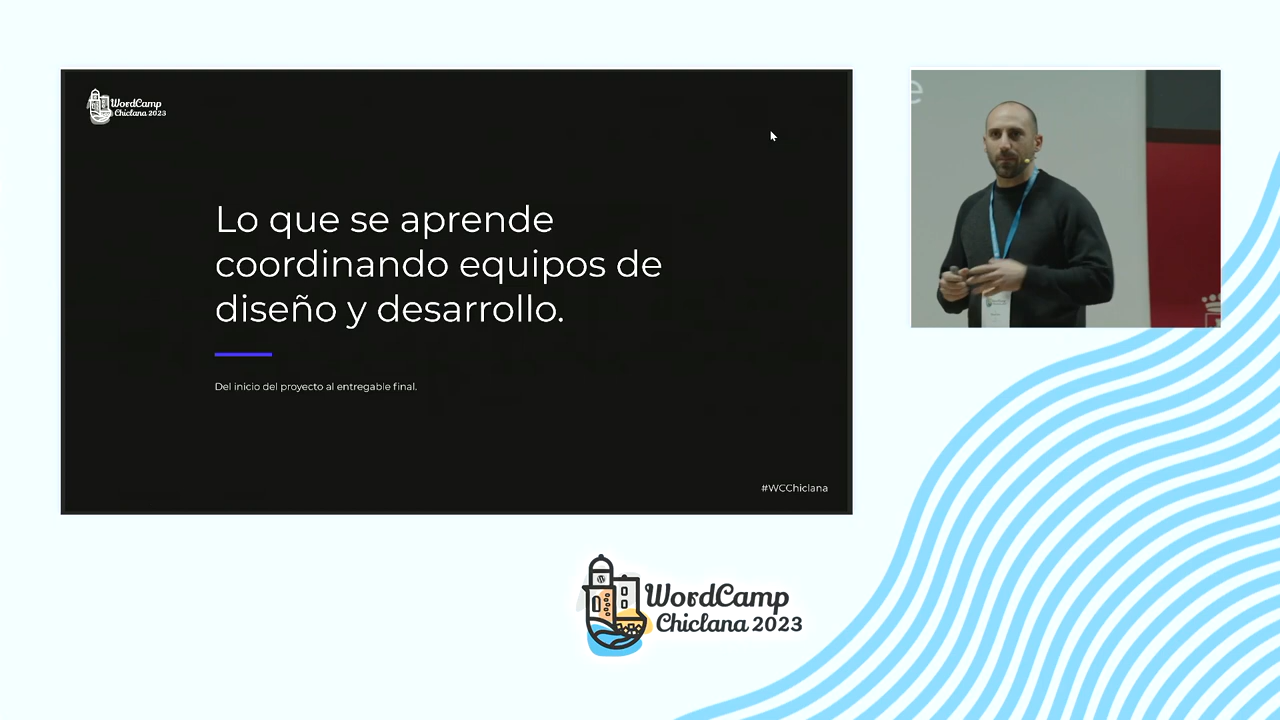 WordCamp
Chiclana 2023
Lo que se aprende
coordinando equipos de
diseño y desarrollo.
Del inicio del proyecto al entregable final.
#WCChiclana
e
WordCamp
Chiclana 2023